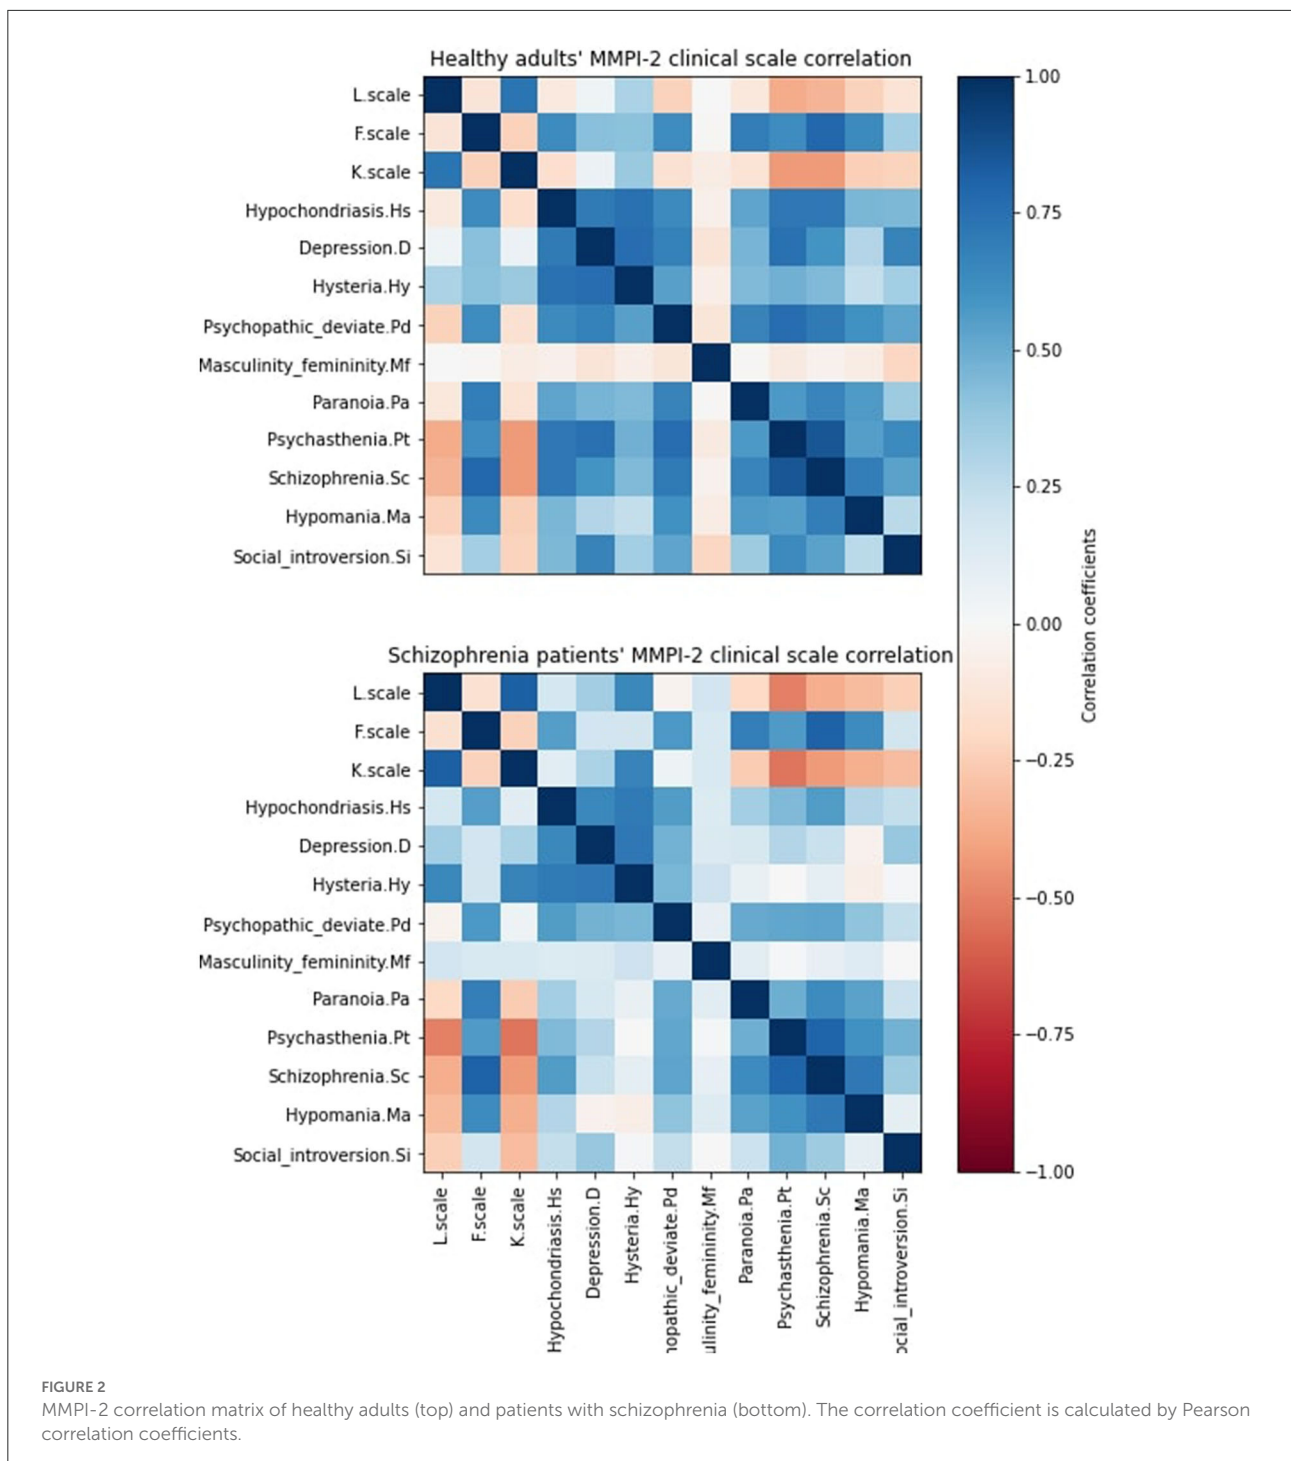 Healthy adults' MMPI-2 clinical scale correlation
L.scale
F.scale
K.scale
Hypochondriasis.Hs
Depression.D
Hysteria.Hy
Psychopathic_deviate.Pd
Masculinity_femininity.Mf
Paranoia.Pa
Psychasthenia.Pt
Schizophrenia.Sc
Hypomania.Ma
Social_introversion.Si
Schizophrenia patients' MMPI-2 clinical scale correlation
L.scale
F.scale
K.scale
Hypochondriasis.Hs
Depression.D
Hysteria.Hy
Psychopathic_deviate.Pd
Masculinity_femininity.Mf
Paranoia.Pa
Psychasthenia.Pt
Schizophrenia.Sc
Hypomania.Ma
Social_introversion.Si
L.scale
F.scale
K.scale
Hypochondriasis.Hs
Depression.D
Hysteria.Hy
hopathic_deviate.Pd
ulinity_femininity.Mf
Paranoia.Pa
Psychasthenia.Pt
Schizophrenia.Sc
Hypomania.Ma
ocial_introversion.Si
1.00
0.75
0.50
0.25
0.00
−0.25
−0.50
−0.75
−1.00
Correlation coefficients
FIGURE 2
MMPI-2 correlation matrix of healthy adults (top) and patients with schizophrenia (bottom). The correlation coefficient is calculated by Pearson
correlation coefficients.